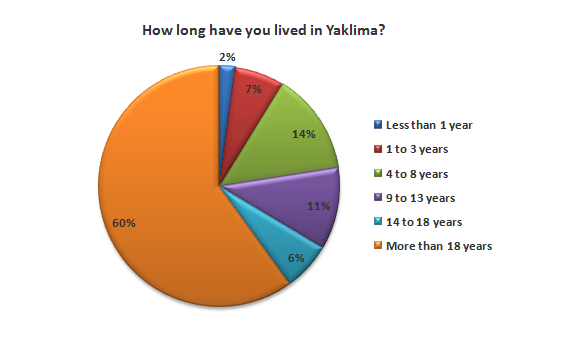 How long have you lived in Yaklima?
2%
7%
14%
11%
6%
60%
Less than 1 year
1 to 3 years
4 to 8 years
9 to 13 years
14 to 18 years
More than 18 years